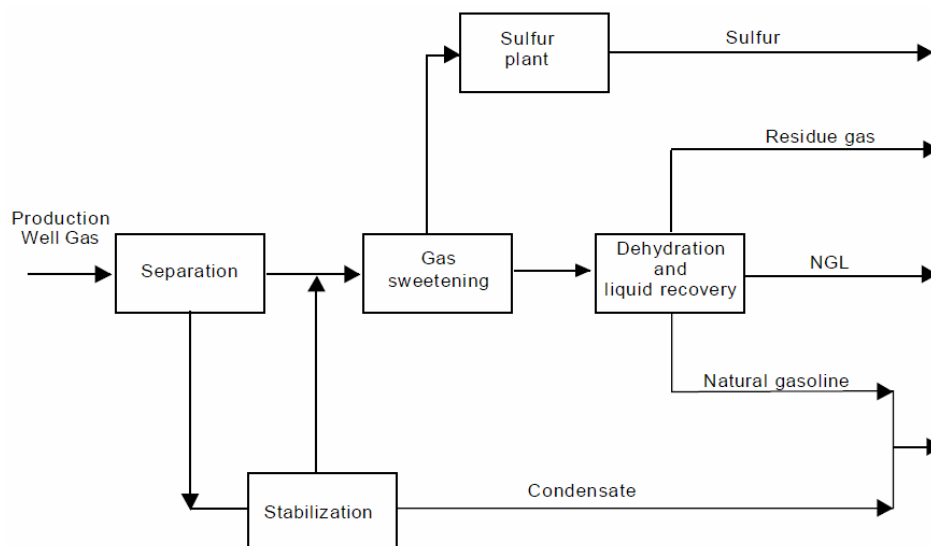 Sulfur
plant
Sulfur
Residue gas
Production
Well Gas
Separation
Gas
sweetening
Dehydration
and
liquid recovery
NGL
Natural gasoline
Stabilization
Condensate